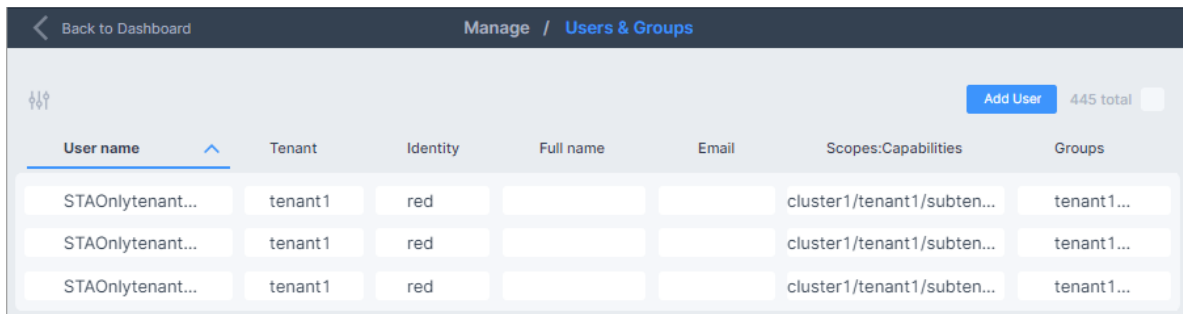 Back to Dashboard Manage / Users & Groups
Add User 445 total
User name Tenant Identity Full name Email Scopes:Capabilities Groups
STAOnlytenant... tenant1 red cluster1/tenant1/subten... tenant1...
STAOnlytenant... tenant1 red cluster1/tenant1/subten... tenant1...
STAOnlytenant... tenant1 red cluster1/tenant1/subten... tenant1...